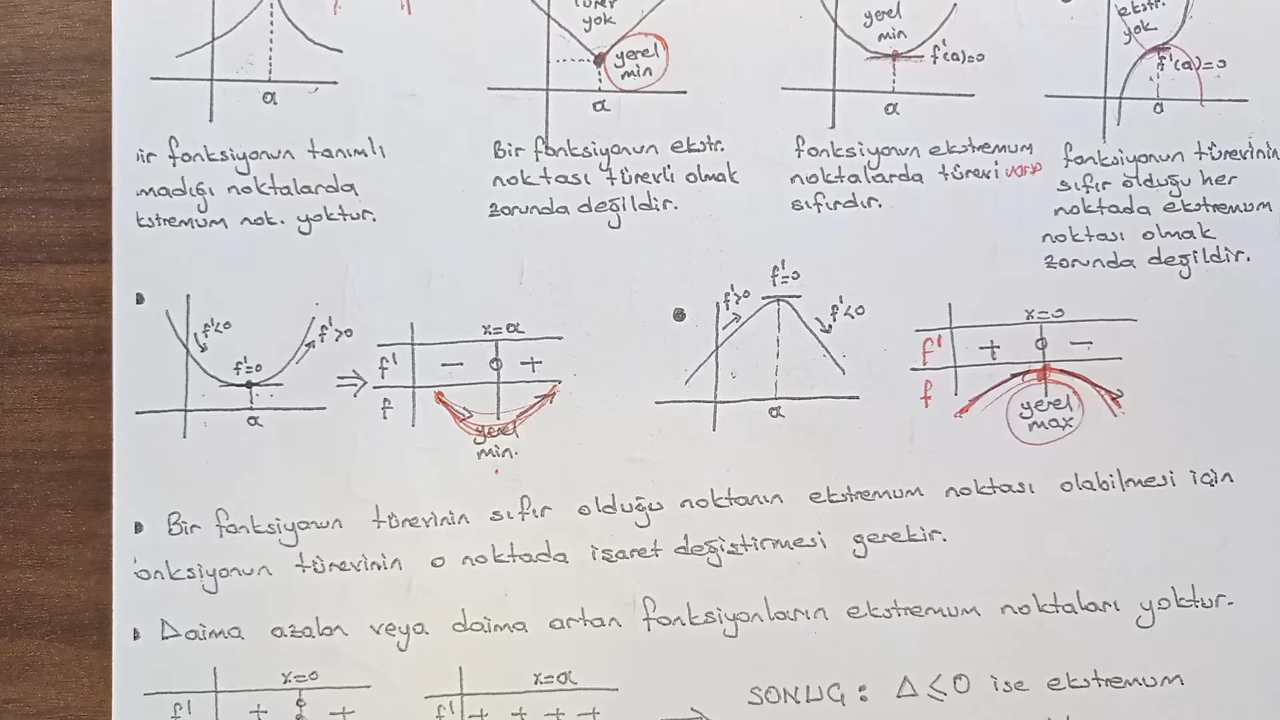 yok
yerel
min
a
yerel
min
f'(a)=0
a
ekstr.
yok
f'(a)=0
a
a
ir fonksiyonun tanımlı
madığı noktalarda
kstremum nok. yoktur.
Bir fonksiyonun ekstr.
noktası türevli olmak
zorunda değildir.
fonksiyonun ekstremum
noktalarda türevi varsa
sıfırdır.
fonksiyonun türevinin
sıfır olduğu her
noktada ekstremum
noktası olmak
zorunda değildir.
f'<0
f'>0
f'=0
a
⇒
x=a
f' - 0 +
f
yerel
min.
f'>0
f'=0
f'<0
a
x=0
f' + 0 -
f
yerel
max
Bir fonksiyonun türevinin sıfır olduğu noktanın ekstremum noktası olabilmesi için
onksiyonun türevinin o noktada işaret değiştirmesi gerekir.
Daima azalan veya daima artan fonksiyonların ekstremum noktaları yoktur.
x=0
f' + +
x=a
f' + + + +
SONUÇ: Δ≤0 ise ekstremum